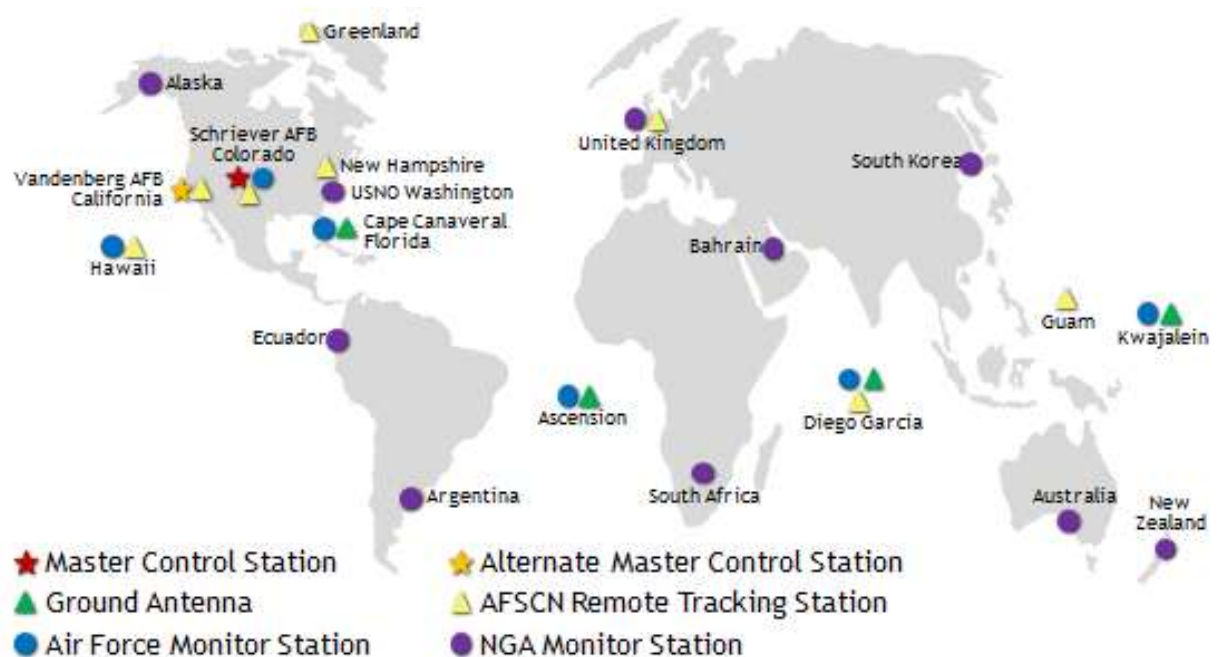 Greenland
Alaska
Schriever AFB
Colorado
New Hampshire
Vandenberg AFB
California
USNO Washington
Cape Canaveral
Florida
Hawaii
United Kingdom
South Korea
Bahrain
Guam
Kwajalein
Ecuador
Ascension
Diego Garcia
Argentina
South Africa
Australia
New
Zealand
Master Control Station
Alternate Master Control Station
Ground Antenna
AFSCN Remote Tracking Station
Air Force Monitor Station
NGA Monitor Station